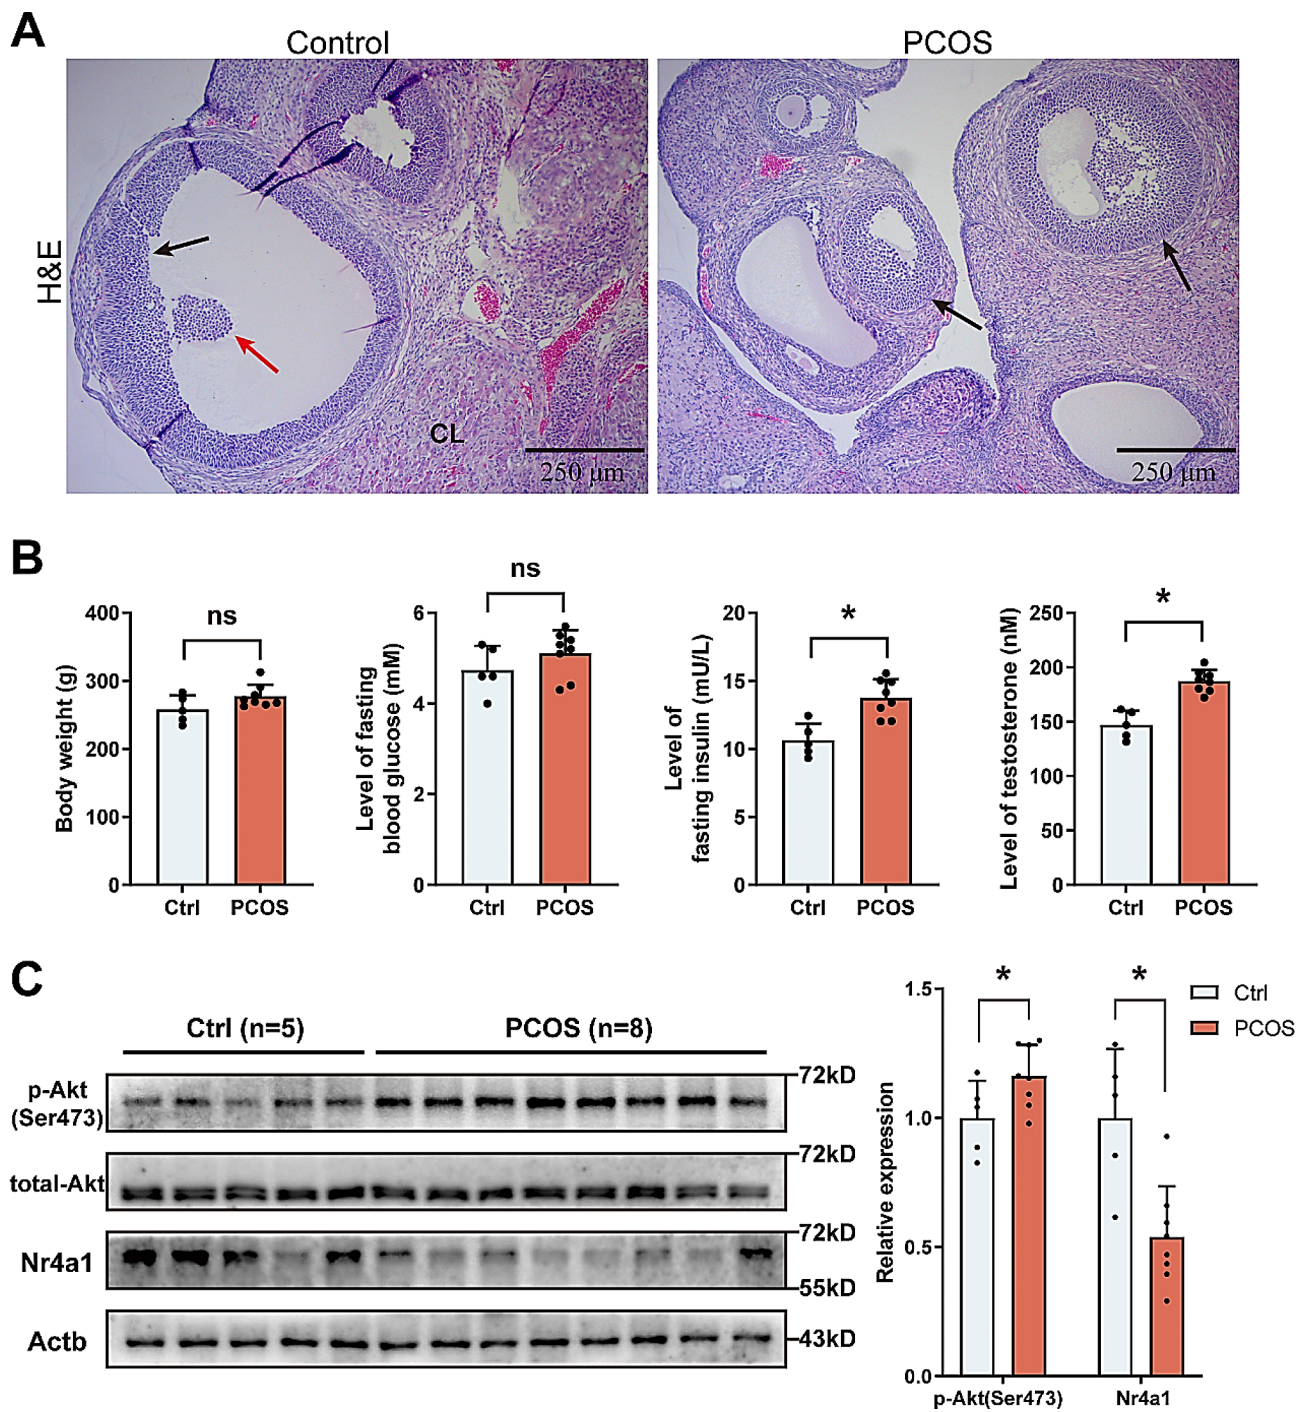 A
Control
PCOS
H&E
CL
250 μm
250 μm
B
Body weight (g)
400
300
200
100
0
ns
Ctrl
PCOS
Level of fasting
blood glucose (mM)
6
4
2
0
ns
Ctrl
PCOS
Level of
fasting insulin (mU/L)
20
15
10
5
0
*
Ctrl
PCOS
Level of testosterone (nM)
250
200
150
100
50
0
*
Ctrl
PCOS
C
Ctrl (n=5)
PCOS (n=8)
p-Akt
(Ser473)
72kD
total-Akt
72kD
Nr4a1
72kD
55kD
Actb
43kD
Relative expression
1.5
1.0
0.5
0.0
*
*
p-Akt(Ser473)
Nr4a1
Ctrl
PCOS